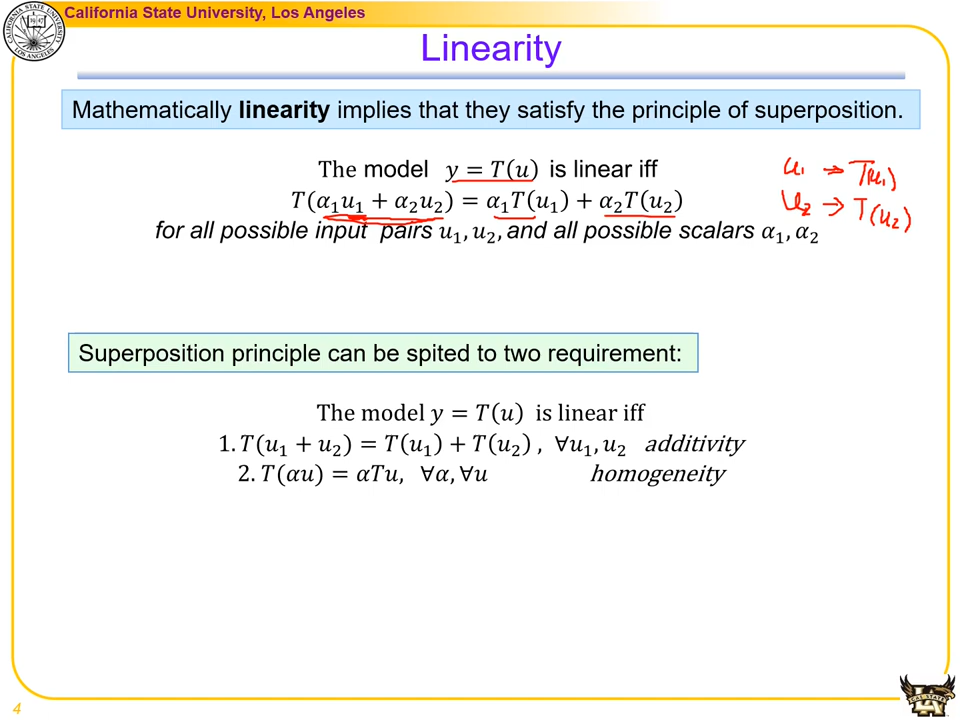 California State University, Los Angeles
Linearity
Mathematically linearity implies that they satisfy the principle of superposition.
The model y = T(u) is linear iff
T(α₁u₁ + α₂u₂) = α₁T(u₁) + α₂T(u₂)
for all possible input pairs u₁, u₂, and all possible scalars α₁, α₂
u₁ → T(u₁)
u₂ → T(u₂)
Superposition principle can be spited to two requirement:
The model y = T(u) is linear iff
1. T(u₁ + u₂) = T(u₁) + T(u₂) , ∀u₁, u₂ additivity
2. T(αu) = αTu, ∀α, ∀u homogeneity
4